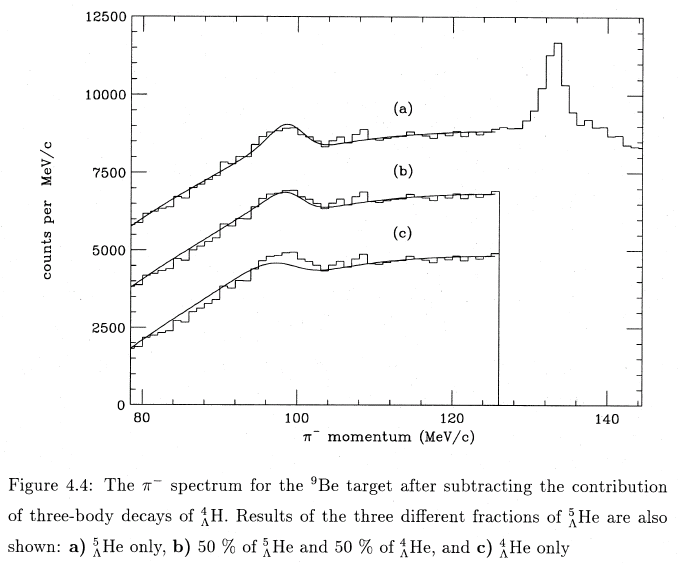 12500
10000
7500
5000
2500
0
counts per MeV/c
(a)
(b)
(c)
80 100 120 140
π⁻ momentum (MeV/c)
Figure 4.4: The π⁻ spectrum for the ⁹Be target after subtracting the contribution
of three-body decays of ⁴ΛH. Results of the three different fractions of ⁵ΛHe are also
shown: a) ⁵ΛHe only, b) 50 % of ⁵ΛHe and 50 % of ⁴ΛHe, and c) ⁴ΛHe only